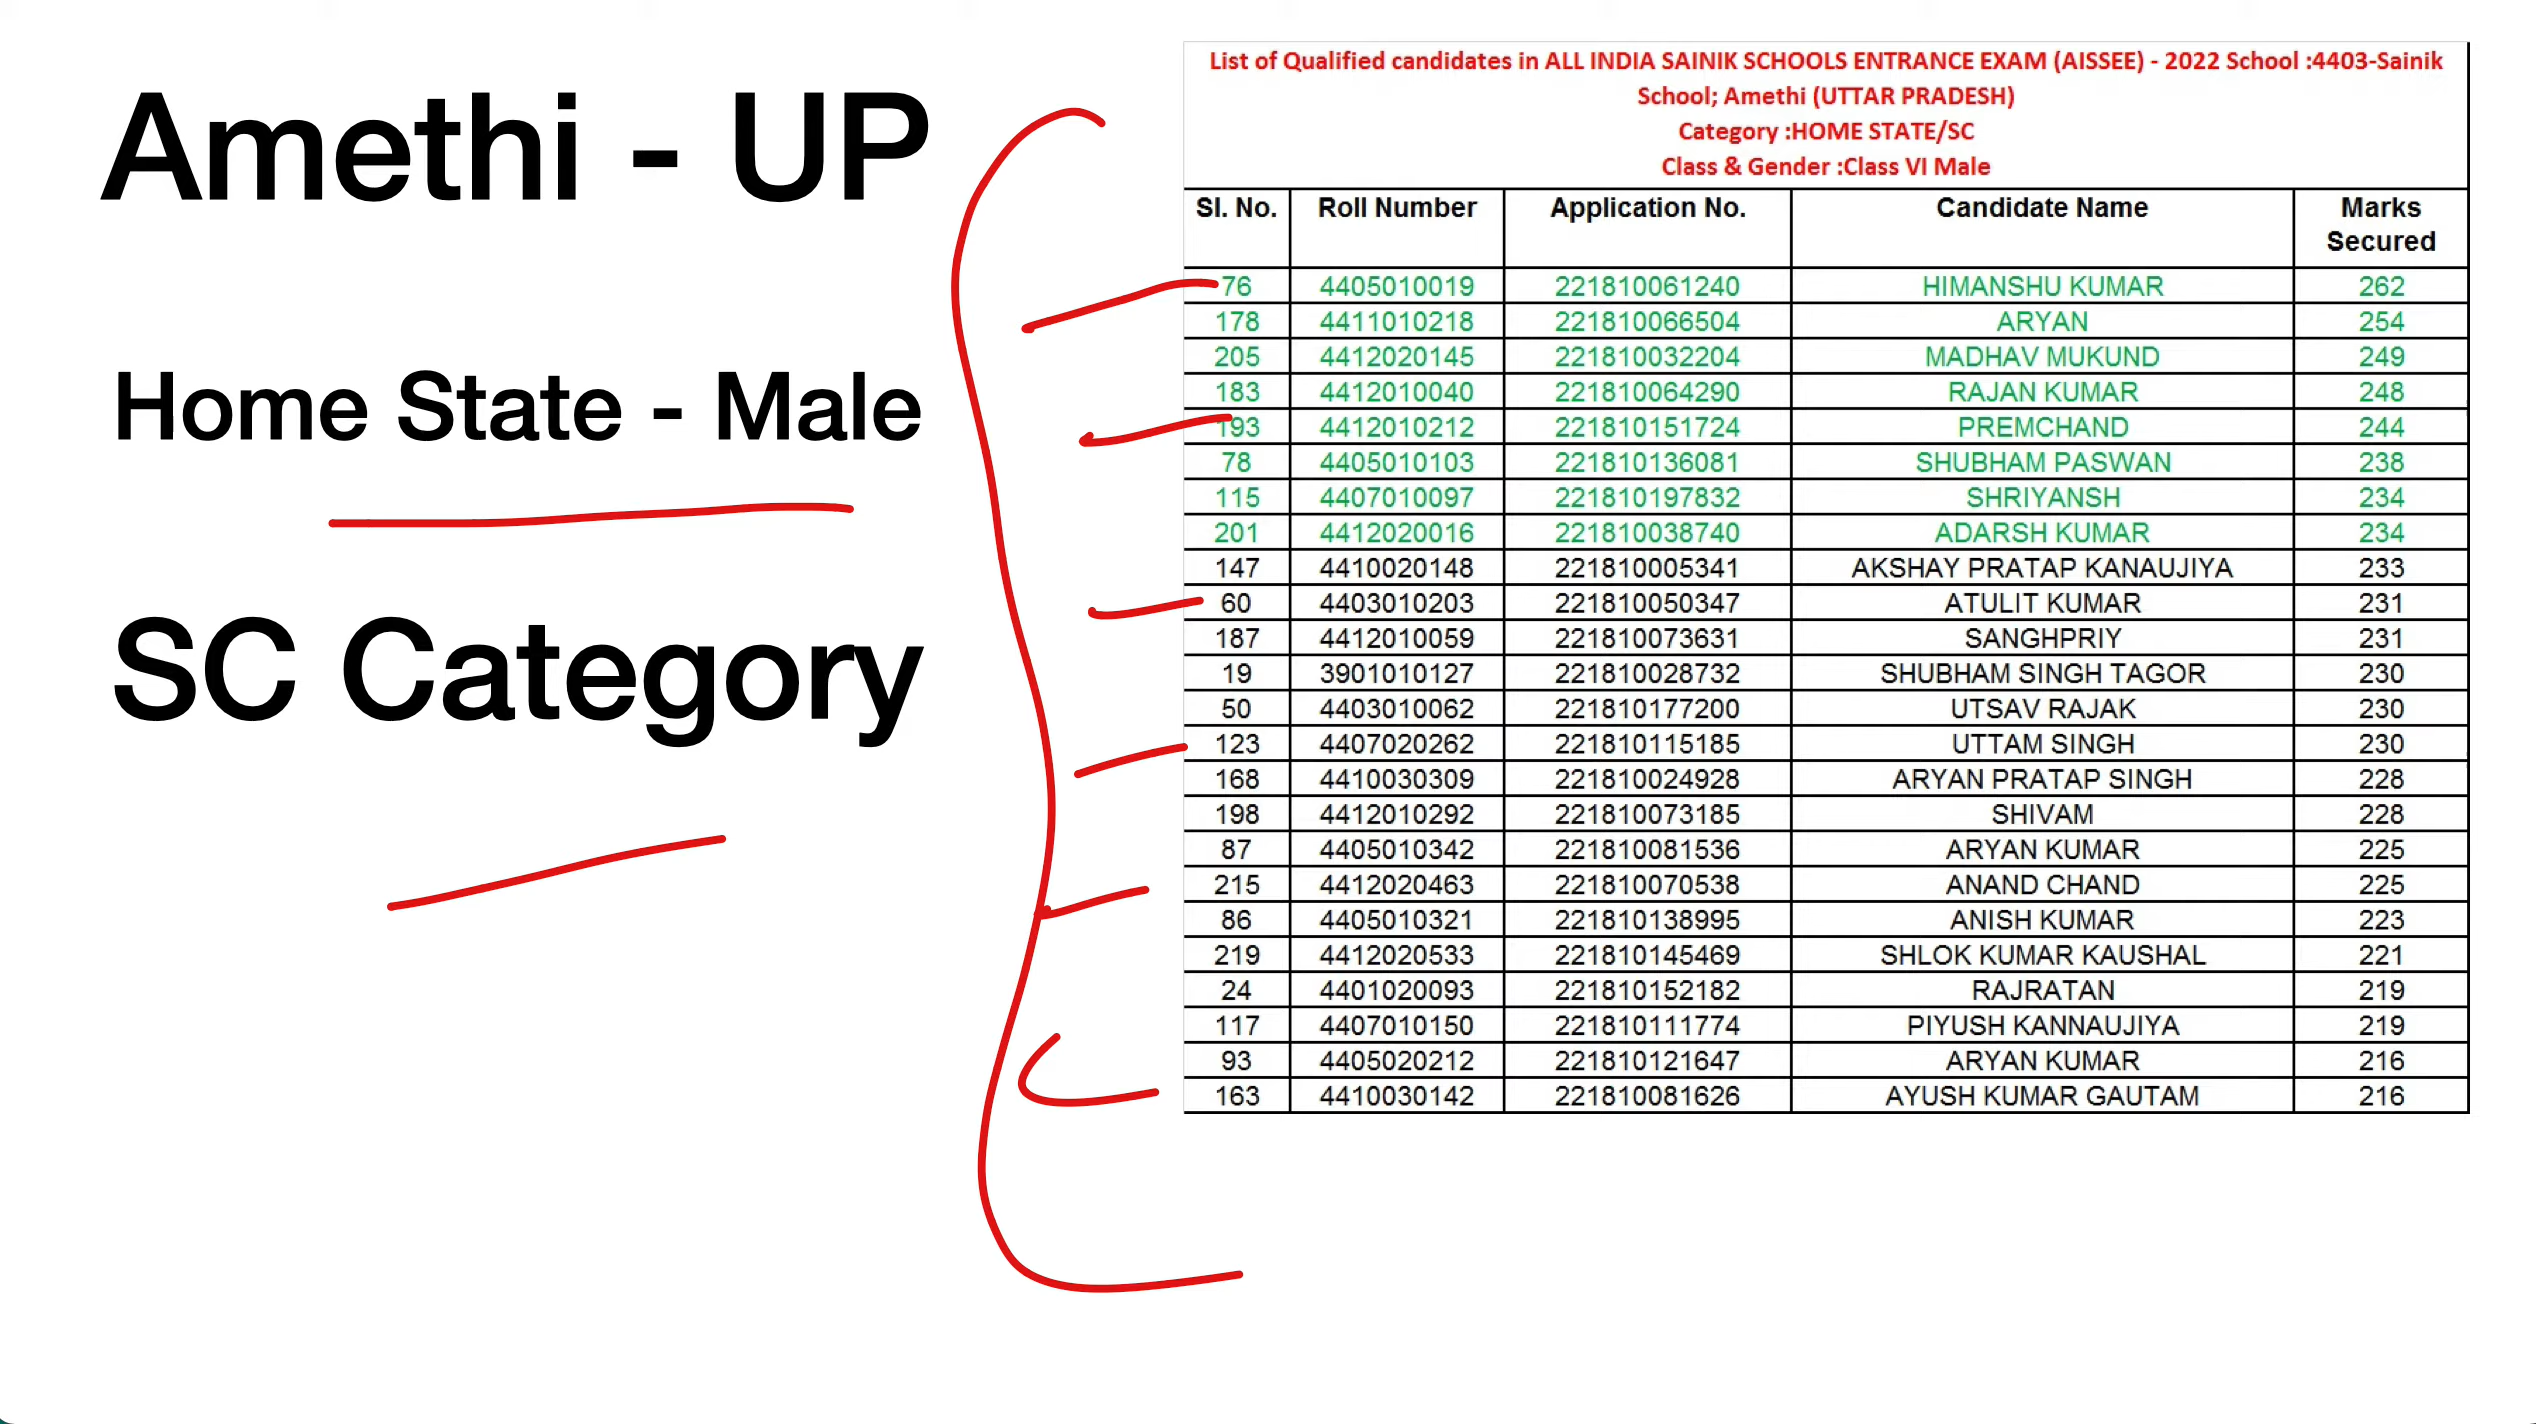 Amethi - UP
Home State - Male
SC Category
List of Qualified candidates in ALL INDIA SAINIK SCHOOLS ENTRANCE EXAM (AISSEE) - 2022 School :4403-Sainik
School; Amethi (UTTAR PRADESH)
Category :HOME STATE/SC
Class & Gender :Class VI Male
Sl. No. Roll Number Application No. Candidate Name Marks Secured
76 4405010019 221810061240 HIMANSHU KUMAR 262
178 4411010218 221810066504 ARYAN 254
205 4412020145 221810032204 MADHAV MUKUND 249
183 4412010040 221810064290 RAJAN KUMAR 248
193 4412010212 221810151724 PREMCHAND 244
78 4405010103 221810136081 SHUBHAM PASWAN 238
115 4407010097 221810197832 SHRIYANSH 234
201 4412020016 221810038740 ADARSH KUMAR 234
147 4410020148 221810005341 AKSHAY PRATAP KANAUJIYA 233
60 4403010203 221810050347 ATULIT KUMAR 231
187 4412010059 221810073631 SANGHPRIY 231
19 3901010127 221810028732 SHUBHAM SINGH TAGOR 230
50 4403010062 221810177200 UTSAV RAJAK 230
123 4407020262 221810115185 UTTAM SINGH 230
168 4410030309 221810024928 ARYAN PRATAP SINGH 228
198 4412010292 221810073185 SHIVAM 228
87 4405010342 221810081536 ARYAN KUMAR 225
215 4412020463 221810070538 ANAND CHAND 225
86 4405010321 221810138995 ANISH KUMAR 223
219 4412020533 221810145469 SHLOK KUMAR KAUSHAL 221
24 4401020093 221810152182 RAJRATAN 219
117 4407010150 221810111774 PIYUSH KANNAUJIYA 219
93 4405020212 221810121647 ARYAN KUMAR 216
163 4410030142 221810081626 AYUSH KUMAR GAUTAM 216